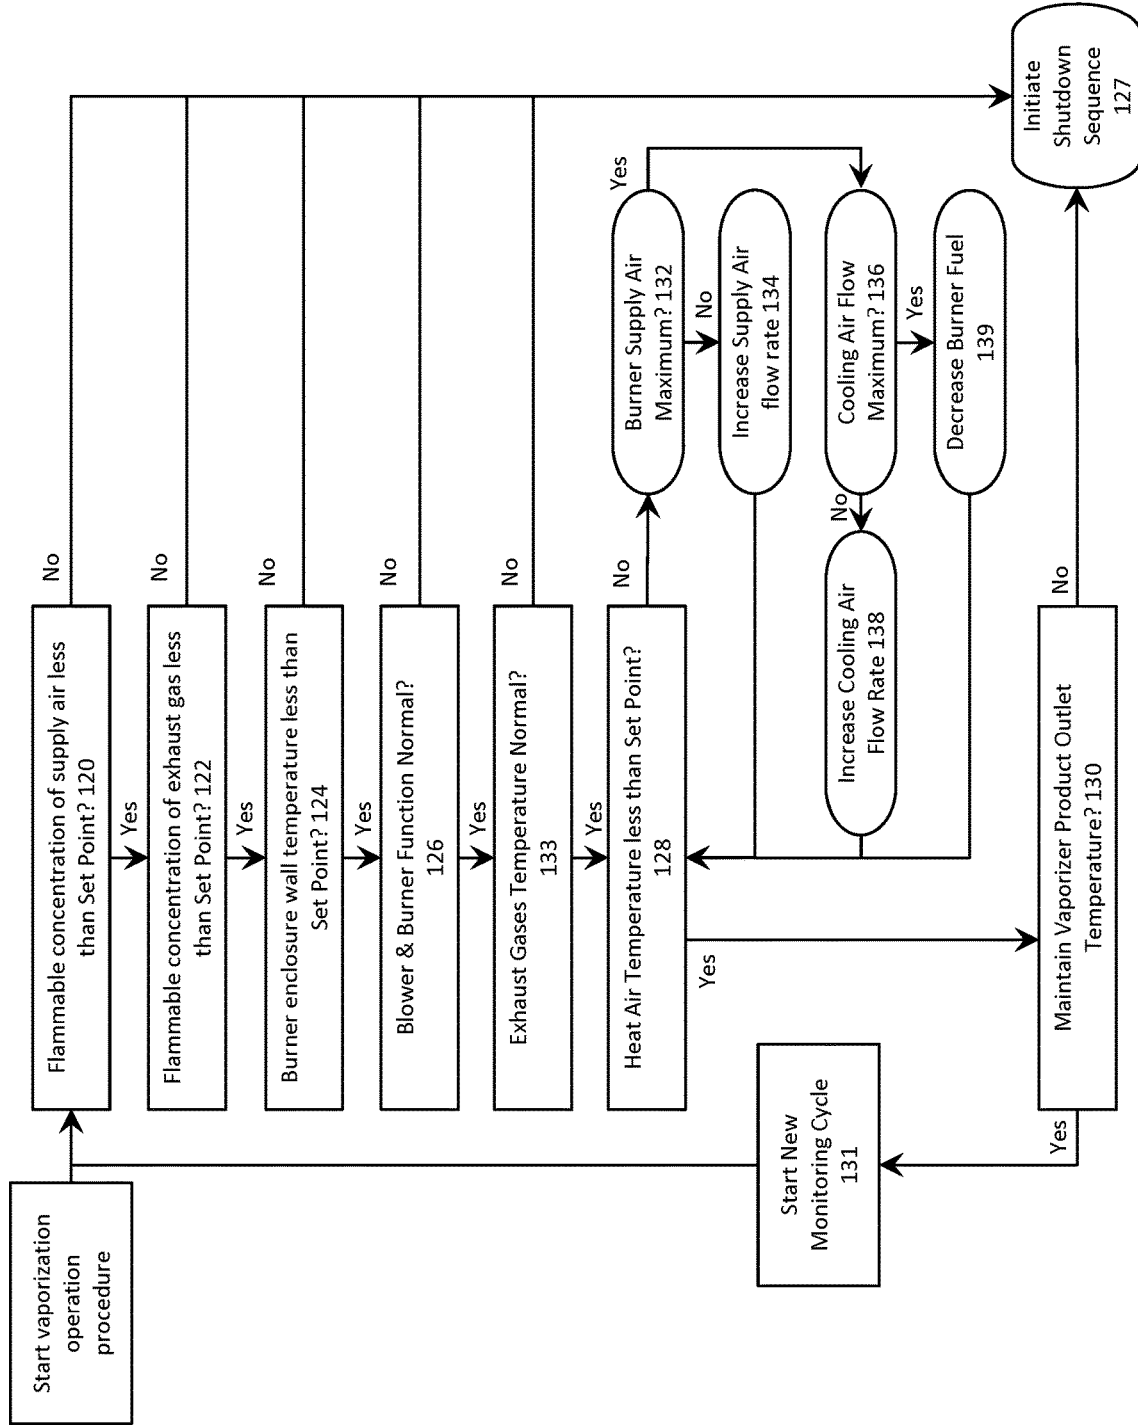 Start vaporization
operation
procedure
Flammable concentration of supply air less
than Set Point? 120
No
Yes
Flammable concentration of exhaust gas less
than Set Point? 122
No
Yes
Burner enclosure wall temperature less than
Set Point? 124
No
Yes
Blower & Burner Function Normal?
126
No
Yes
Exhaust Gases Temperature Normal?
133
No
Yes
Heat Air Temperature less than Set Point?
128
No
Yes
Burner Supply Air
Maximum? 132
Yes
No
Increase Supply Air
flow rate 134
Cooling Air Flow
Maximum? 136
No
Yes
Increase Cooling Air
Flow Rate 138
Decrease Burner Fuel
139
Start New
Monitoring Cycle
131
Maintain Vaporizer Product Outlet
Temperature? 130
Yes
No
Initiate
Shutdown
Sequence
127